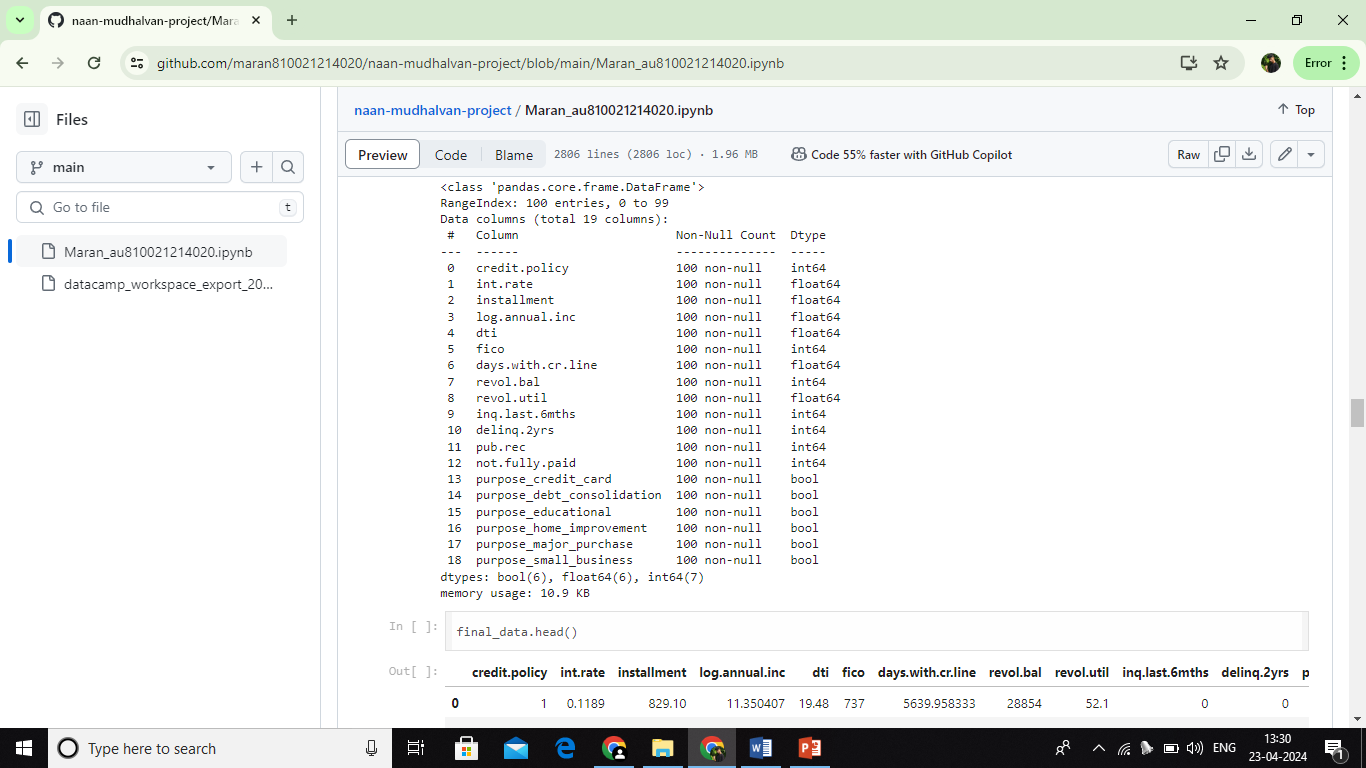 naan-mudhalvan-project/Mara
github.com/maran810021214020/naan-mudhalvan-project/blob/main/Maran_au810021214020.ipynb
Error
Files
main
Go to file
t
Maran_au810021214020.ipynb
datacamp_workspace_export_20...
naan-mudhalvan-project / Maran_au810021214020.ipynb
Top
Preview Code Blame 2806 lines (2806 loc) · 1.96 MB Code 55% faster with GitHub Copilot Raw
<class 'pandas.core.frame.DataFrame'>
RangeIndex: 100 entries, 0 to 99
Data columns (total 19 columns):
# Column Non-Null Count Dtype
--- ------ -------------- -----
0 credit.policy 100 non-null int64
1 int.rate 100 non-null float64
2 installment 100 non-null float64
3 log.annual.inc 100 non-null float64
4 dti 100 non-null float64
5 fico 100 non-null int64
6 days.with.cr.line 100 non-null float64
7 revol.bal 100 non-null int64
8 revol.util 100 non-null float64
9 inq.last.6mths 100 non-null int64
10 delinq.2yrs 100 non-null int64
11 pub.rec 100 non-null int64
12 not.fully.paid 100 non-null int64
13 purpose_credit_card 100 non-null bool
14 purpose_debt_consolidation 100 non-null bool
15 purpose_educational 100 non-null bool
16 purpose_home_improvement 100 non-null bool
17 purpose_major_purchase 100 non-null bool
18 purpose_small_business 100 non-null bool
dtypes: bool(6), float64(6), int64(7)
memory usage: 10.9 KB
In [ ]: final_data.head()
Out[ ]: credit.policy int.rate installment log.annual.inc dti fico days.with.cr.line revol.bal revol.util inq.last.6mths delinq.2yrs p
0 1 0.1189 829.10 11.350407 19.48 737 5639.958333 28854 52.1 0 0
Type here to search
ENG
13:30
23-04-2024
1